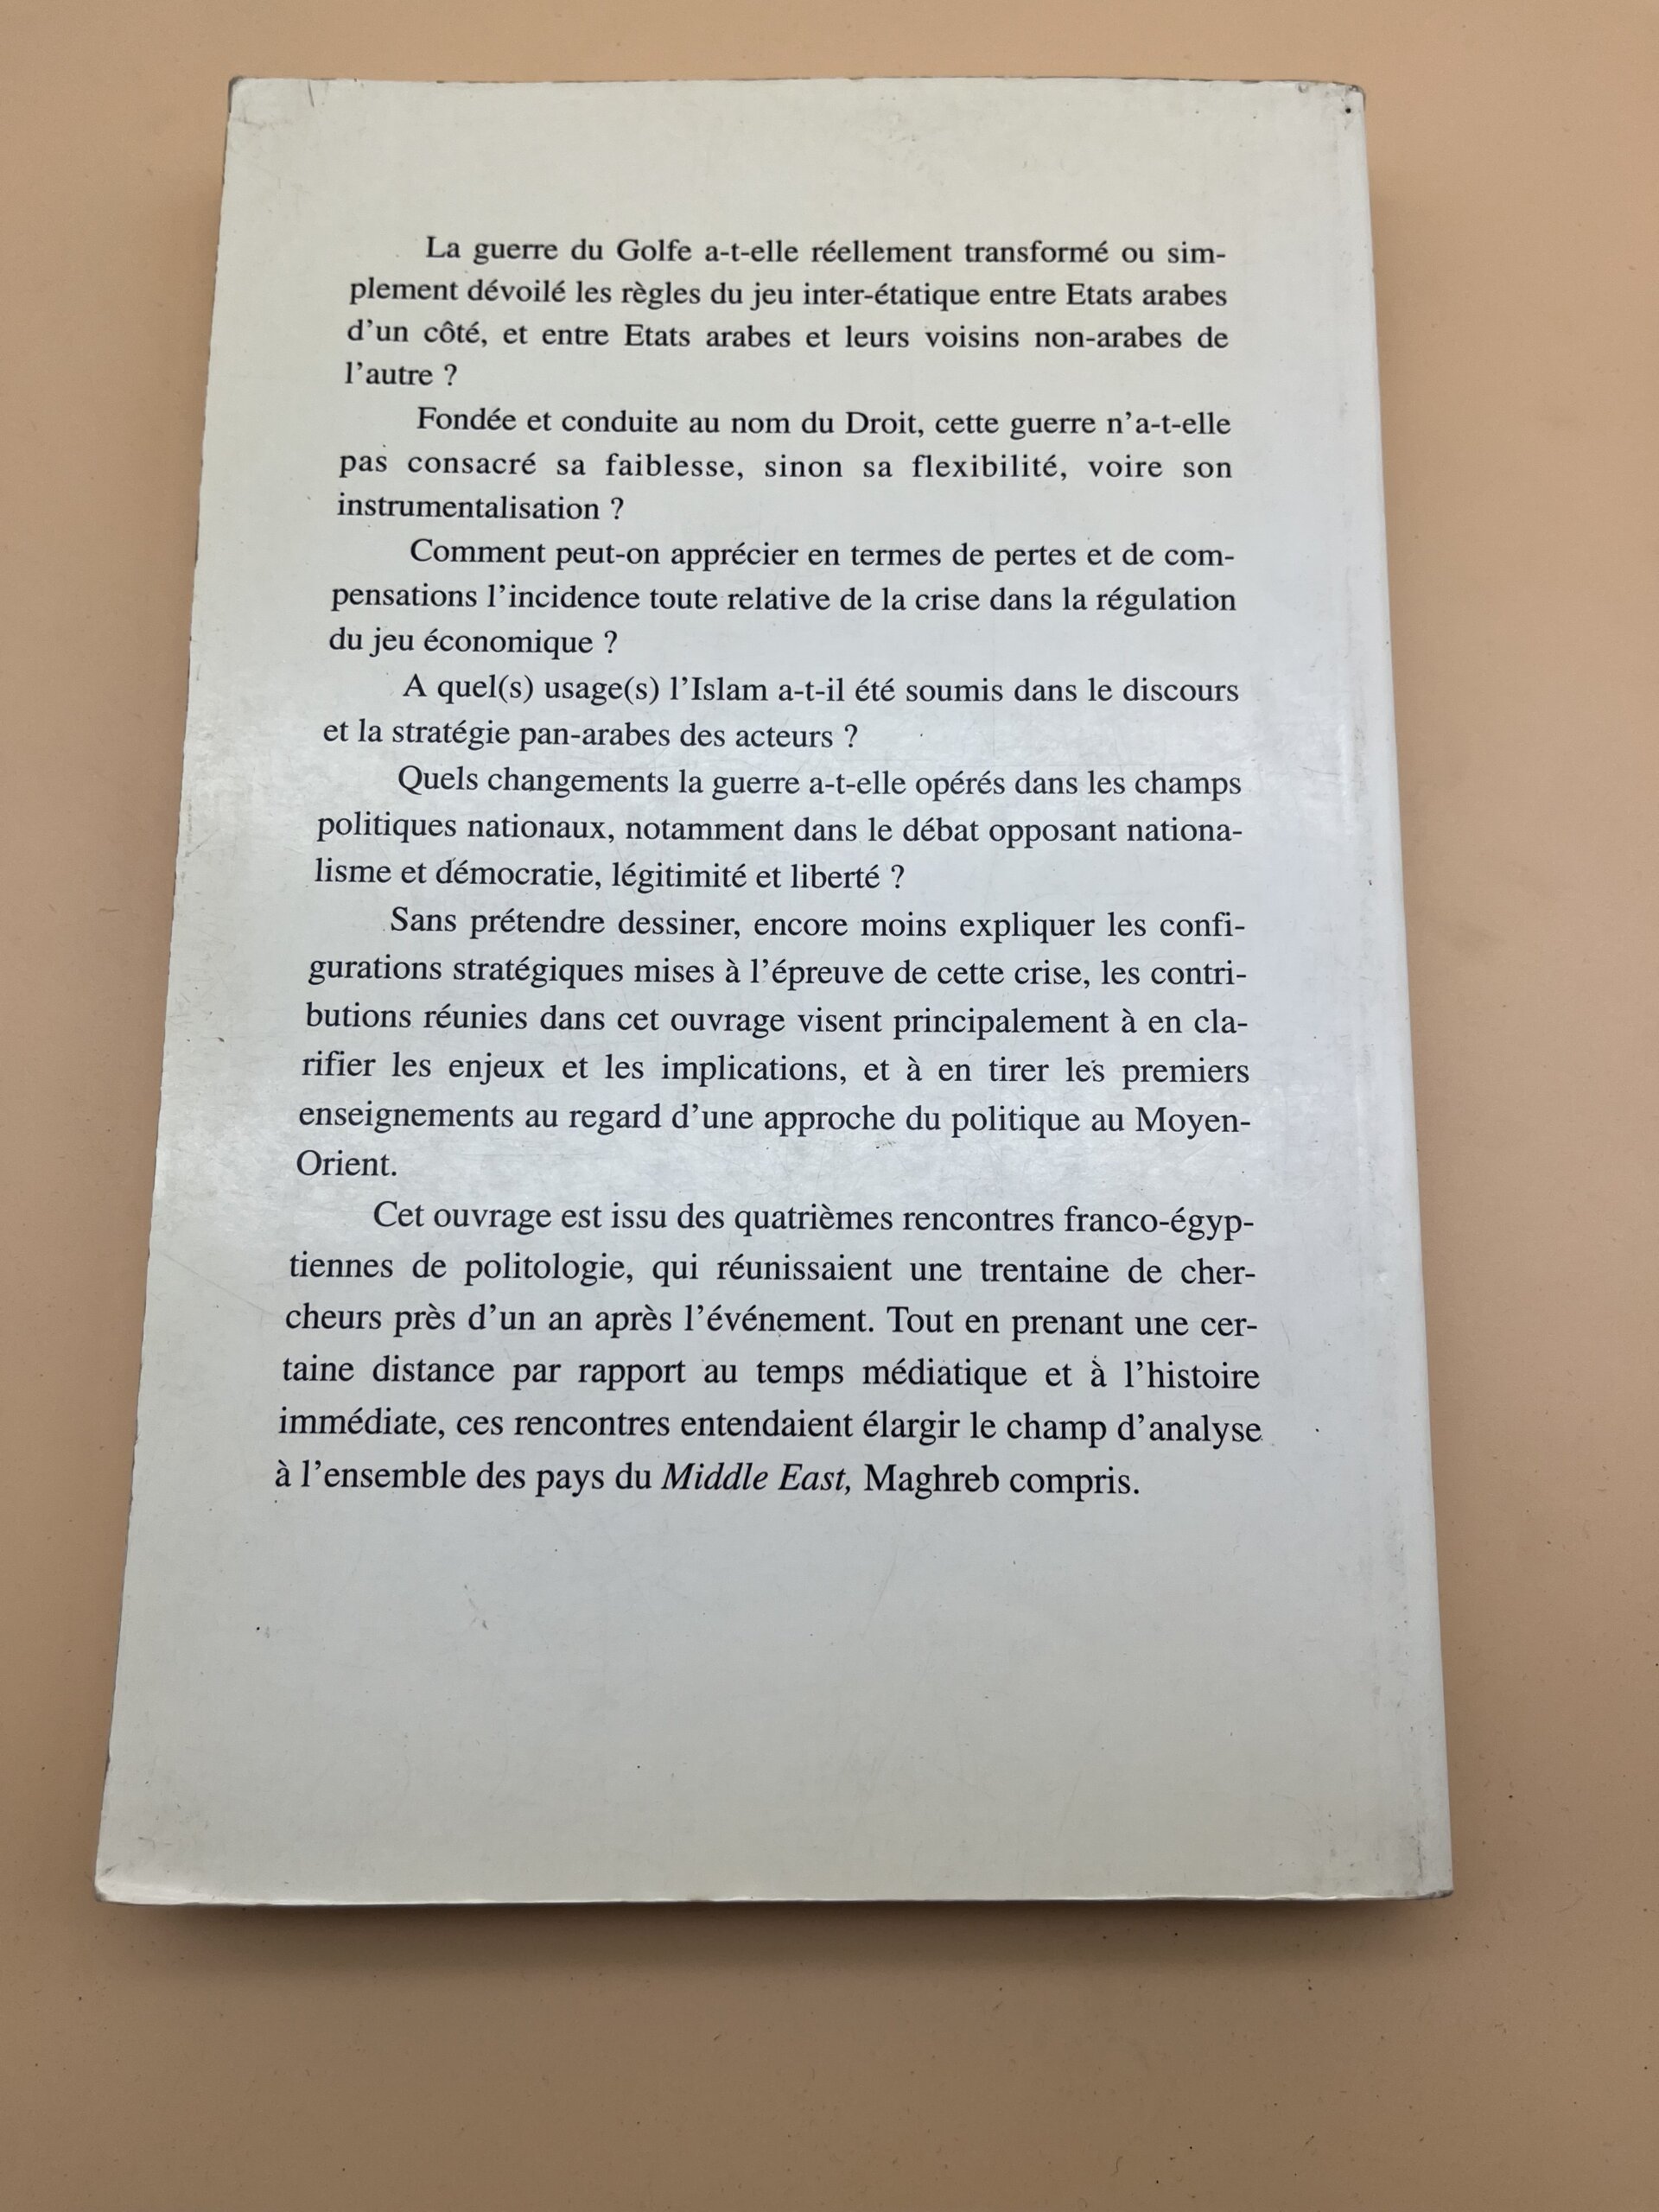 La guerre du Golfe a-t-elle réellement transformé ou sim-
plement dévoilé les règles du jeu inter-étatique entre Etats arabes
d'un côté, et entre Etats arabes et leurs voisins non-arabes de
l'autre ?
Fondée et conduite au nom du Droit, cette guerre n'a-t-elle
pas consacré sa faiblesse, sinon sa flexibilité, voire son
instrumentalisation ?
Comment peut-on apprécier en termes de pertes et de com-
pensations l'incidence toute relative de la crise dans la régulation
du jeu économique ?
A quel(s) usage(s) l'Islam a-t-il été soumis dans le discours
et la stratégie pan-arabes des acteurs ?
Quels changements la guerre a-t-elle opérés dans les champs
politiques nationaux, notamment dans le débat opposant nationa-
lisme et démocratie, légitimité et liberté ?
Sans prétendre dessiner, encore moins expliquer les confi-
gurations stratégiques mises à l'épreuve de cette crise, les contri-
butions réunies dans cet ouvrage visent principalement à en cla-
rifier les enjeux et les implications, et à en tirer les premiers
enseignements au regard d'une approche du politique au Moyen-
Orient.
Cet ouvrage est issu des quatrièmes rencontres franco-égyp-
tiennes de politologie, qui réunissaient une trentaine de cher-
cheurs près d'un an après l'événement. Tout en prenant une cer-
taine distance par rapport au temps médiatique et à l'histoire
immédiate, ces rencontres entendaient élargir le champ d'analyse
à l'ensemble des pays du Middle East, Maghreb compris.